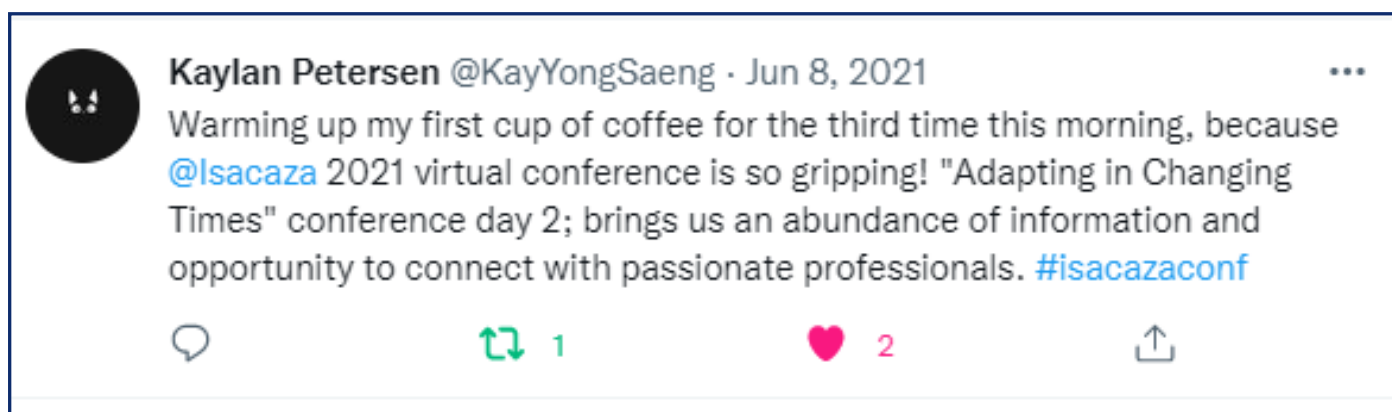 Kaylan Petersen @KayYongSaeng · Jun 8, 2021
Warming up my first cup of coffee for the third time this morning, because
@Isacaza 2021 virtual conference is so gripping! "Adapting in Changing
Times" conference day 2; brings us an abundance of information and
opportunity to connect with passionate professionals. #isacazaconf
1 2